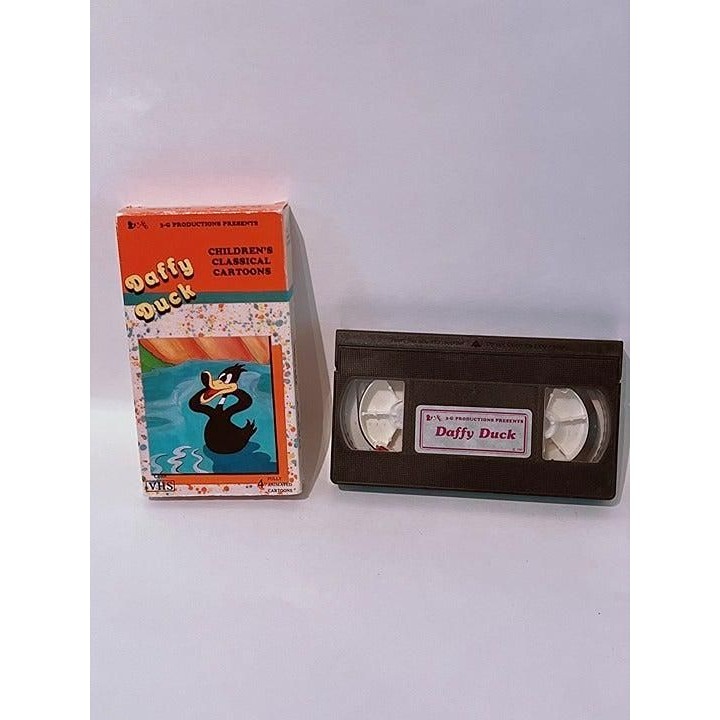 3-G PRODUCTIONS PRESENTS
CHILDREN'S
CLASSICAL
CARTOONS
Daffy
Duck
VHS
4 FULLY
ANIMATED
CARTOONS
3-G PRODUCTIONS PRESENTS
Daffy Duck